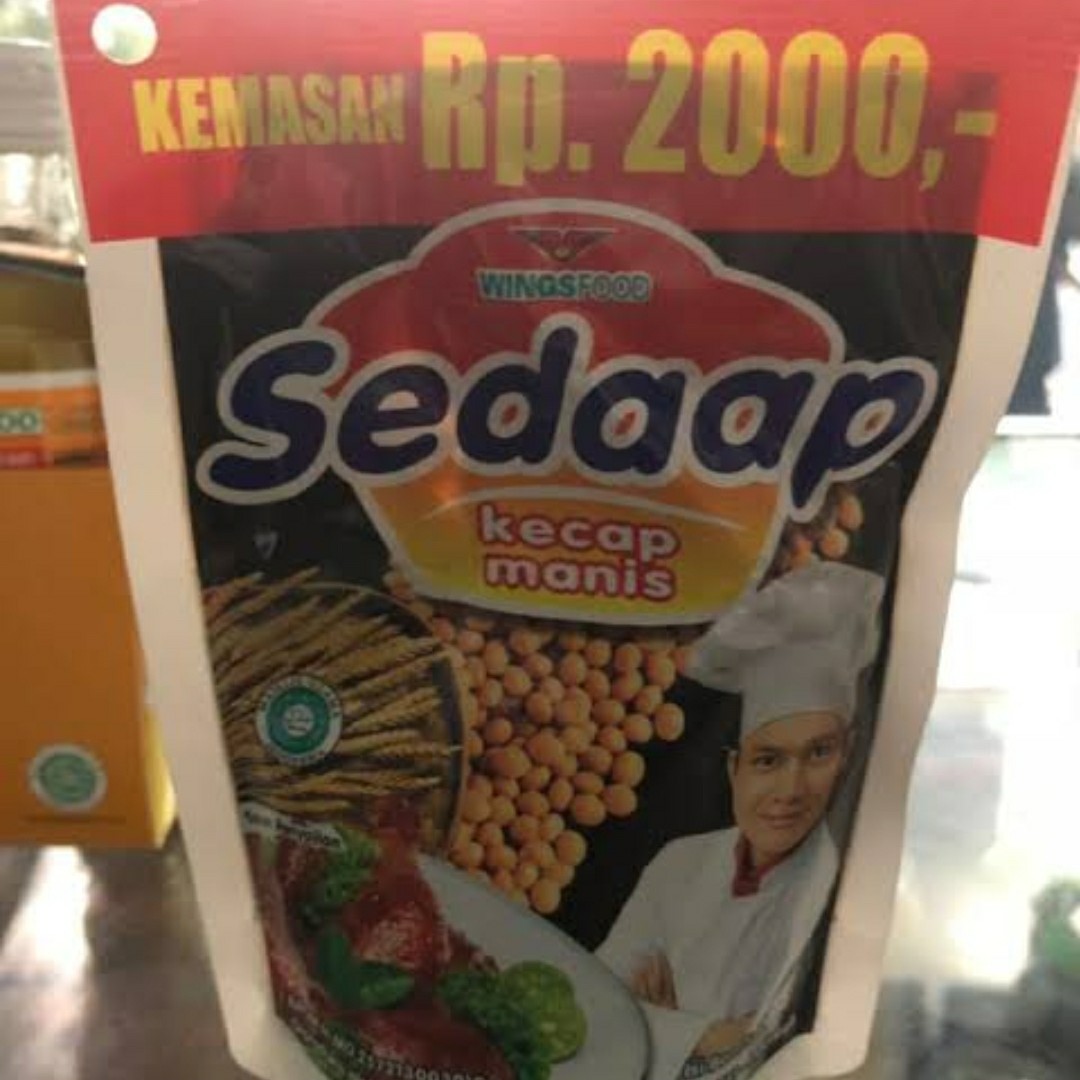 KEMASAN Rp. 2000,-
WINGSFOOD
Sedaap
kecap
manis